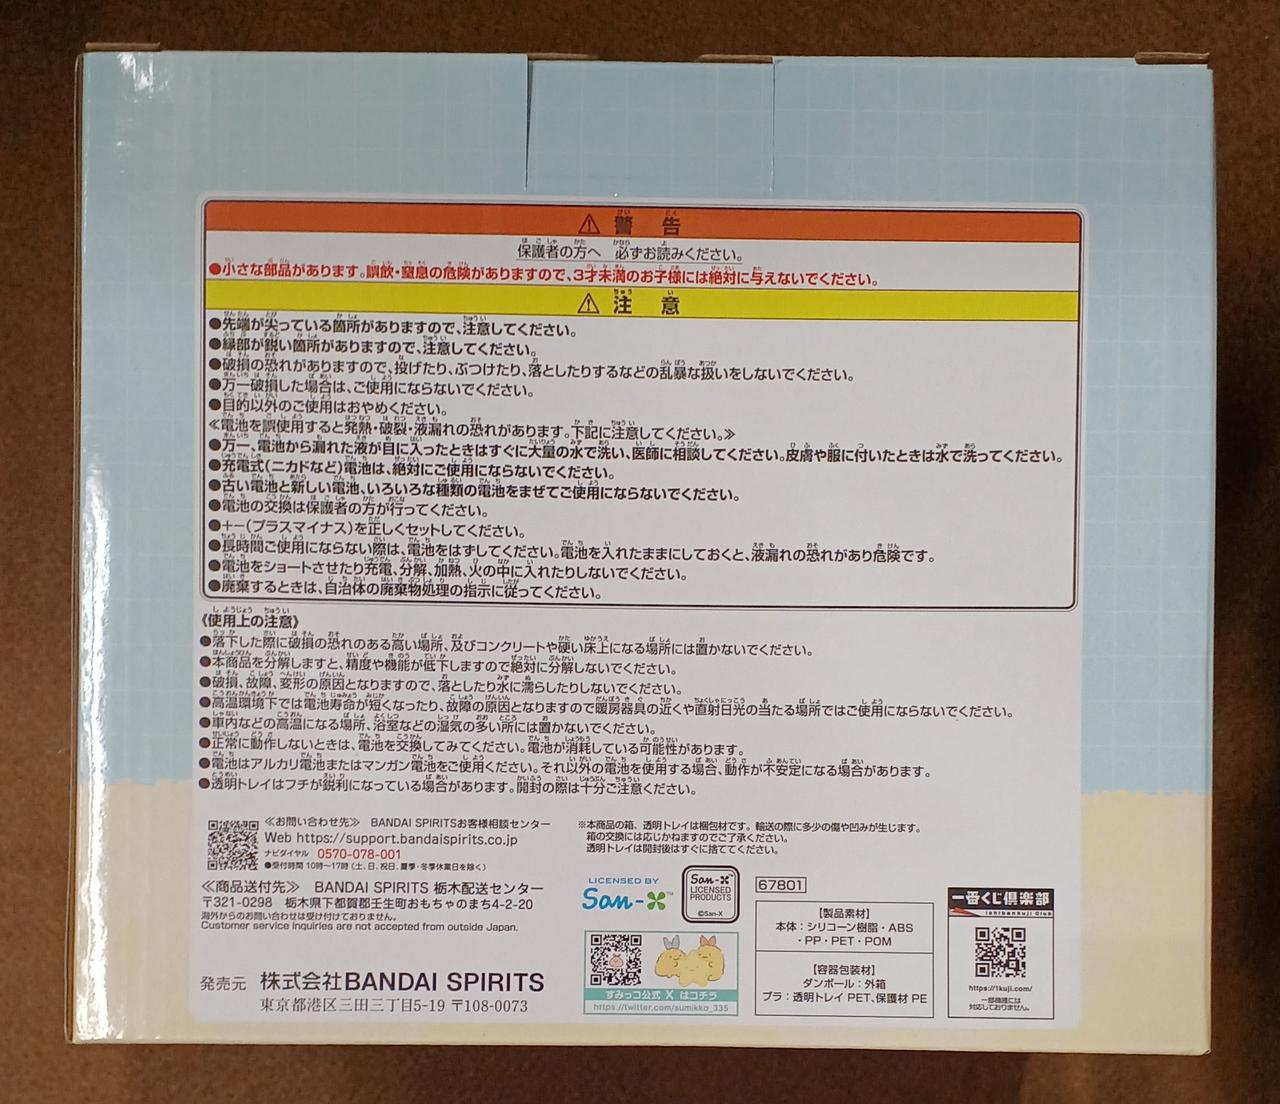 警告
保護者の方へ 必ずお読みください。
●小さな部品があります。誤飲・窒息の危険がありますので、3才未満のお子様には絶対に与えないでください。
注意
●先端が尖っている箇所がありますので、注意してください。
●縁部が鋭い箇所がありますので、注意してください。
●破損の恐れがありますので、投げたり、ぶつけたり、落としたりするなどの乱暴な扱いをしないでください。
●万一破損した場合は、ご使用にならないでください。
●目的以外のご使用はおやめください。
≪電池を誤使用すると発熱・破裂・液漏れの恐れがあります。下記に注意してください。≫
●万一、電池から漏れた液が目に入ったときはすぐに大量の水で洗い、医師に相談してください。皮膚や服に付いたときは水で洗ってください。
●充電式(ニカドなど)電池は、絶対にご使用にならないでください。
●古い電池と新しい電池、いろいろな種類の電池をまぜてご使用にならないでください。
●電池の交換は保護者の方が行ってください。
●+-(プラスマイナス)を正しくセットしてください。
●長時間ご使用にならない際は、電池をはずしてください。電池を入れたままにしておくと、液漏れの恐れがあり危険です。
●電池をショートさせたり充電、分解、加熱、火の中に入れたりしないでください。
●廃棄するときは、自治体の廃棄物処理の指示に従ってください。
《使用上の注意》
●落下した際に破損の恐れのある高い場所、及びコンクリートや硬い床上になる場所には置かないでください。
●本商品を分解しますと、精度や機能が低下しますので絶対に分解しないでください。
●破損、故障、変形の原因となりますので、落としたり水に濡らしたりしないでください。
●高温環境下では電池寿命が短くなったり、故障の原因となりますので暖房器具の近くや直射日光の当たる場所ではご使用にならないでください。
●車内などの高温になる場所、浴室などの湿気の多い所には置かないでください。
●正常に動作しないときは、電池を交換してみてください。電池が消耗している可能性があります。
●電池はアルカリ電池またはマンガン電池をご使用ください。それ以外の電池を使用する場合、動作が不安定になる場合があります。
●透明トレイはフチが鋭利になっている場合があります。開封の際は十分ご注意ください。
≪お問い合わせ先≫ BANDAI SPIRITSお客様相談センター
Web https://support.bandaispirits.co.jp
ナビダイヤル 0570-078-001
●受付時間 10時~17時(土、日、祝日、夏季・冬季休業日を除く)
≪商品送付先≫ BANDAI SPIRITS 栃木配送センター
〒321-0298 栃木県下都賀郡壬生町おもちゃのまち4-2-20
海外からのお問い合わせは受け付けておりません。
Customer service inquiries are not accepted from outside Japan.
発売元 株式会社BANDAI SPIRITS
東京都港区三田三丁目5-19 〒108-0073
※本商品の箱、透明トレイは梱包材です。輸送の際に多少の傷や凹みが生じます。
箱の交換には応じかねますのでご了承ください。
透明トレイは開封後はすぐに捨ててください。
LICENSED BY
San-X™
San-X
LICENSED
PRODUCTS
©San-X
すみっコ公式 X はコチラ
https://twitter.com/sumikko_335
67801
【製品素材】
本体:シリコーン樹脂・ABS
・PP・PET・POM
【容器包装材】
ダンボール:外箱
プラ:透明トレイ PET、保護材 PE
一番くじ倶楽部
ichibankuji Club
https://1kuji.com/
一部機種には
対応しておりません。